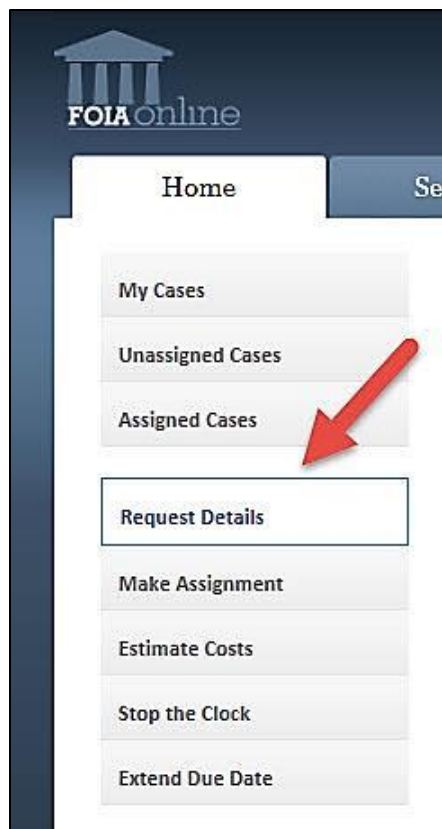 FOIAonline
Home
Se
My Cases
Unassigned Cases
Assigned Cases
Request Details
Make Assignment
Estimate Costs
Stop the Clock
Extend Due Date